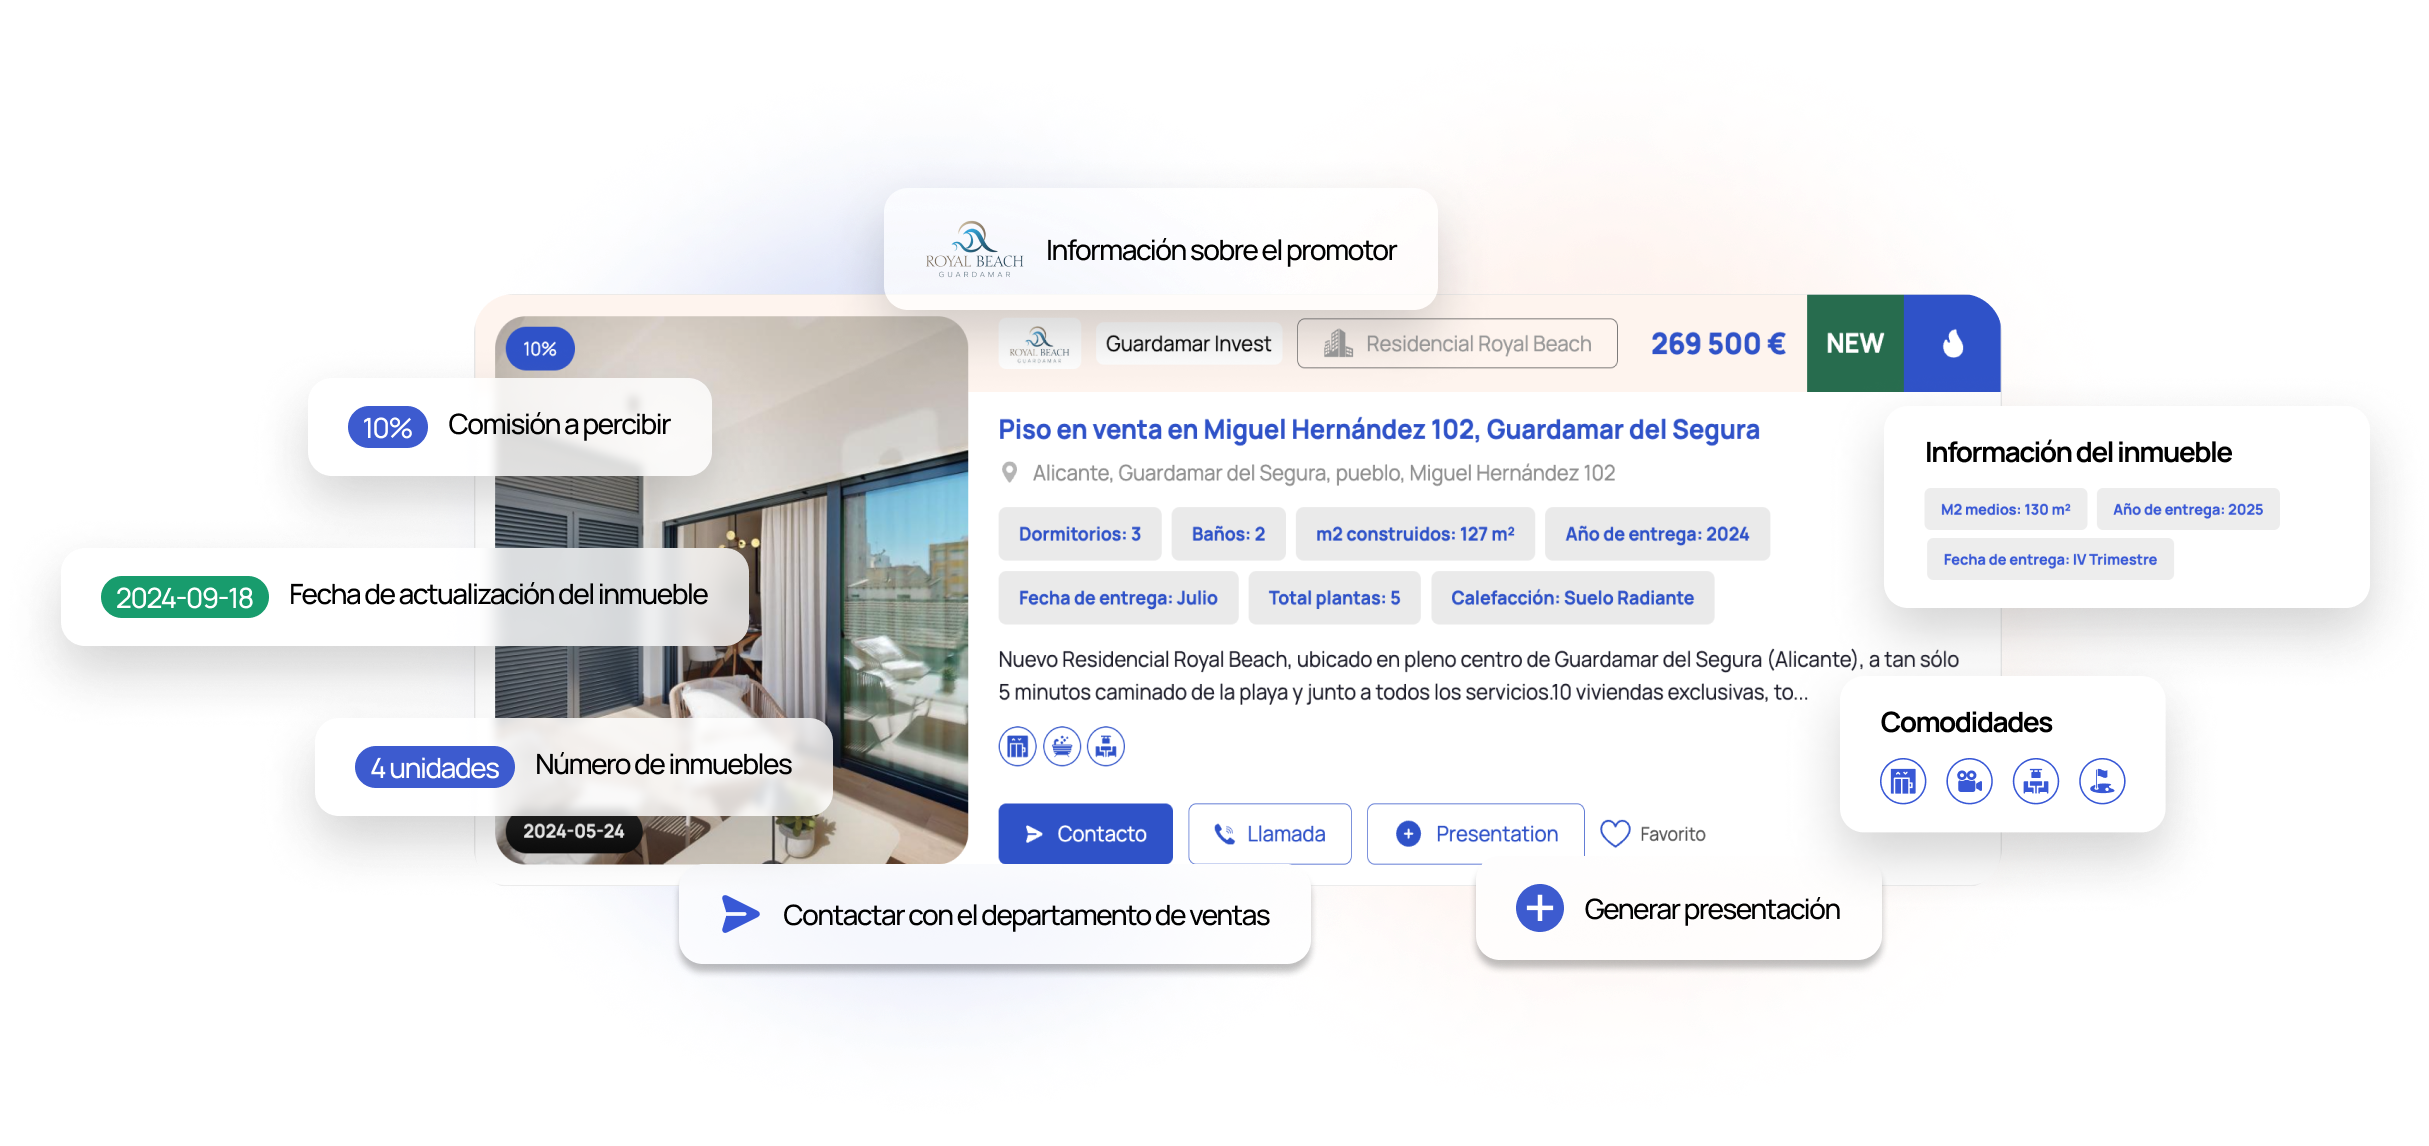 ROYAL BEACH
GUARDAMAR
Información sobre el promotor
10%
ROYAL BEACH
GUARDAMAR
Guardamar Invest
Residencial Royal Beach
269 500 €
NEW
10% Comisión a percibir
Piso en venta en Miguel Hernández 102, Guardamar del Segura
Alicante, Guardamar del Segura, pueblo, Miguel Hernández 102
Dormitorios: 3
Baños: 2
m2 construidos: 127 m²
Año de entrega: 2024
Fecha de entrega: Julio
Total plantas: 5
Calefacción: Suelo Radiante
Información del inmueble
M2 medios: 130 m²
Año de entrega: 2025
Fecha de entrega: IV Trimestre
2024-09-18 Fecha de actualización del inmueble
Nuevo Residencial Royal Beach, ubicado en pleno centro de Guardamar del Segura (Alicante), a tan sólo
5 minutos caminado de la playa y junto a todos los servicios.10 viviendas exclusivas, to...
Comodidades
4 unidades Número de inmuebles
2024-05-24
Contacto
Llamada
Presentation
Favorito
Contactar con el departamento de ventas
Generar presentación